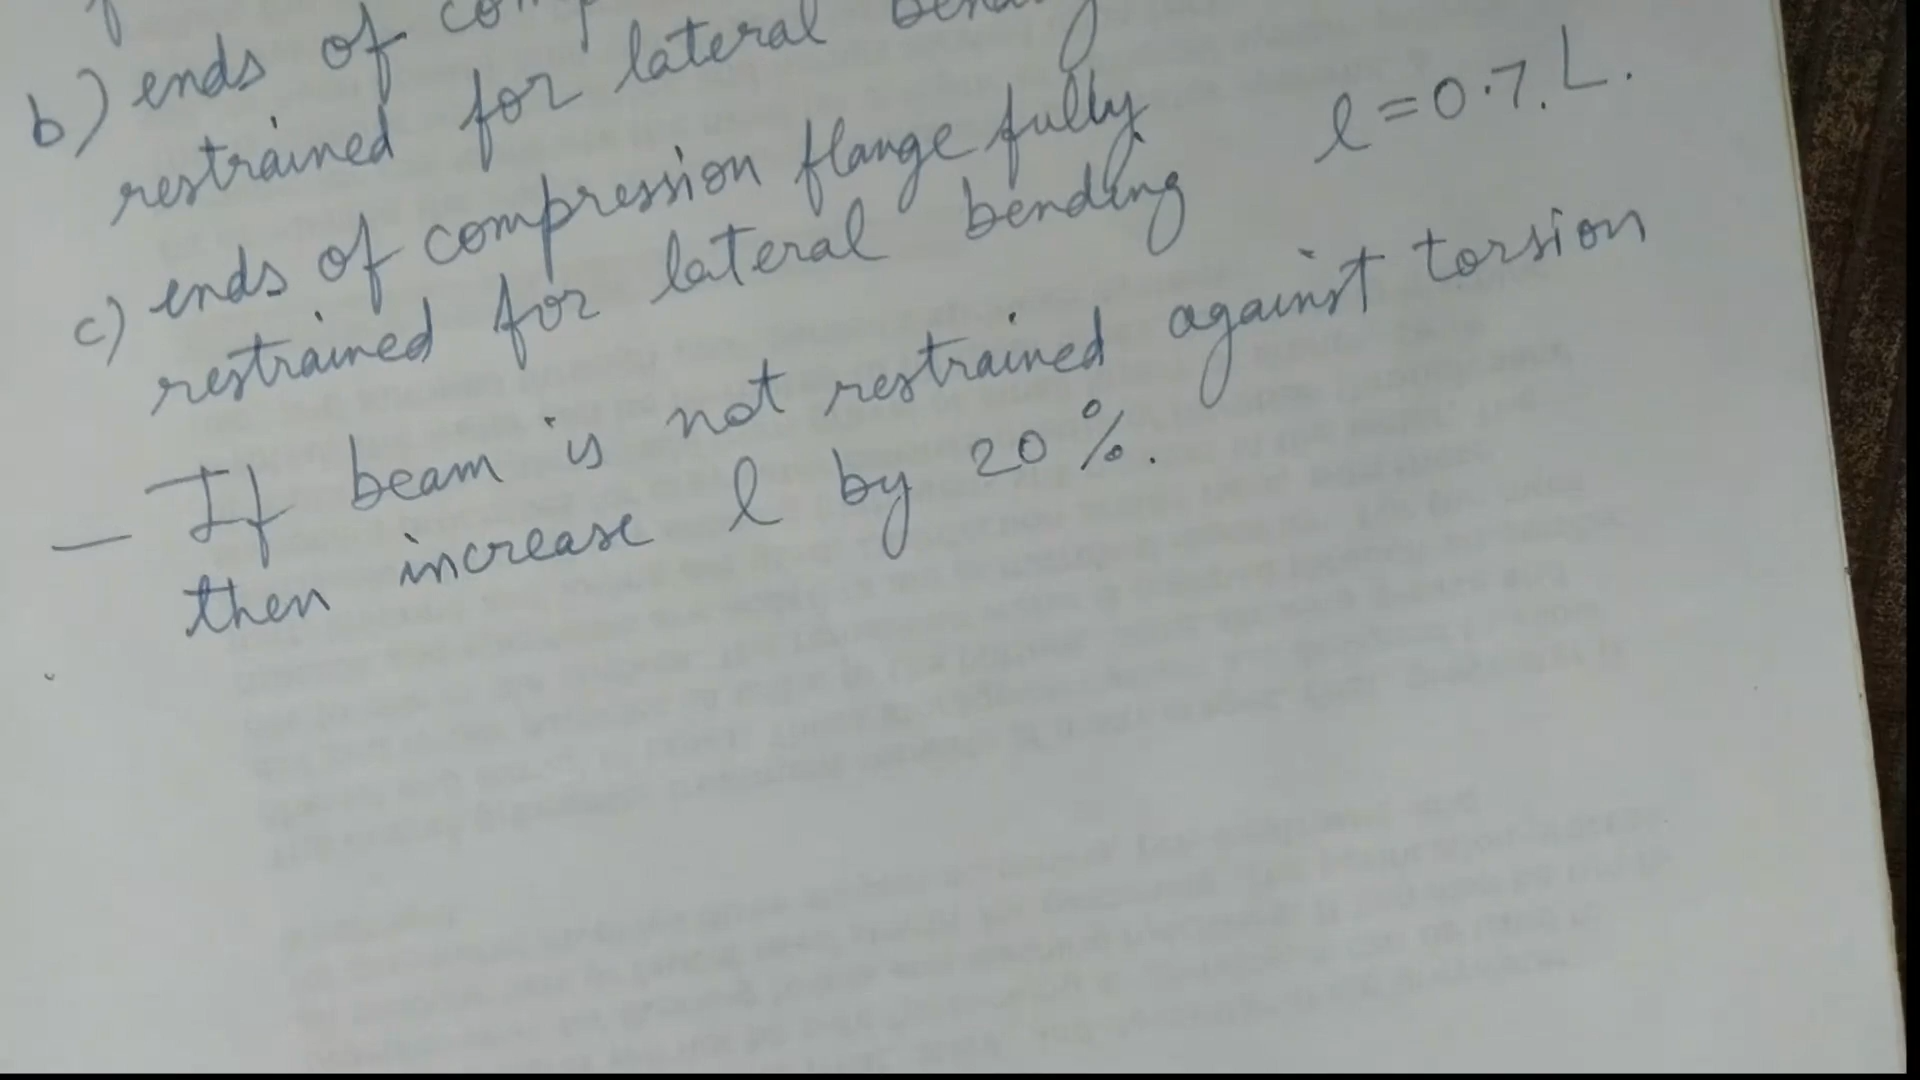 b) ends of
restrained for lateral
c) ends of compression flange fully
restrained for lateral bending l = 0.7. L.
— If beam is not restrained against torsion
then increase l by 20%.